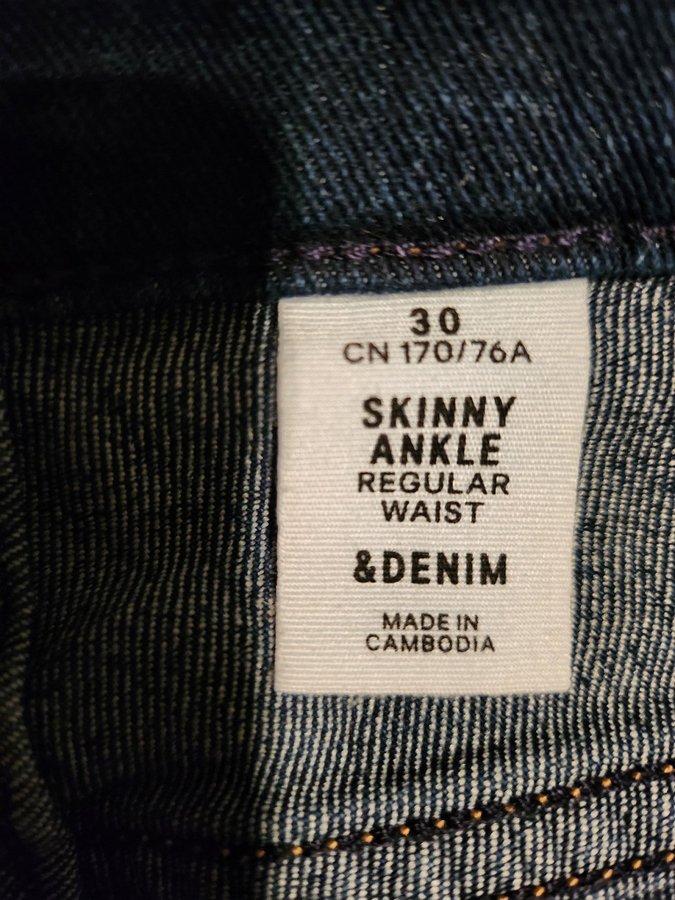 30
CN 170/76A
SKINNY
ANKLE
REGULAR
WAIST
&DENIM
MADE IN
CAMBODIA